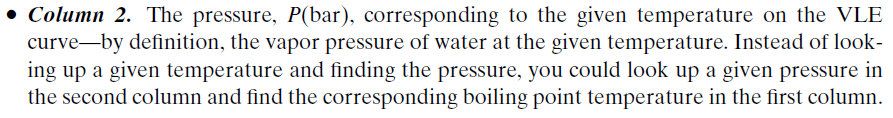 • Column 2. The pressure, P(bar), corresponding to the given temperature on the VLE
curve—by definition, the vapor pressure of water at the given temperature. Instead of look-
ing up a given temperature and finding the pressure, you could look up a given pressure in
the second column and find the corresponding boiling point temperature in the first column.